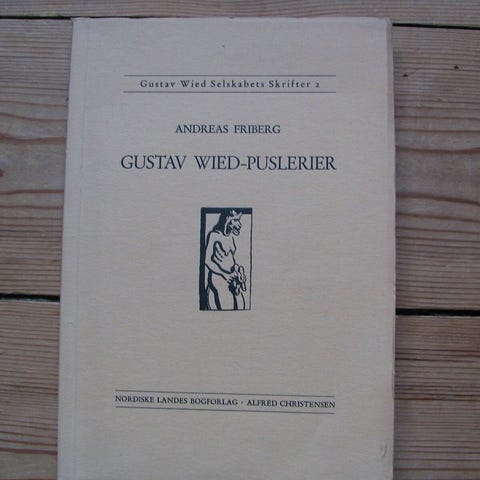 Gustav Wied Selskabets Skrifter 2
ANDREAS FRIBERG
GUSTAV WIED-PUSLERIER
NORDISKE LANDES BOGFORLAG · ALFRED CHRISTENSEN